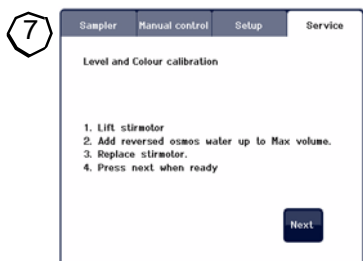 7
Sampler Manual control Setup Service
Level and Colour calibration
1. Lift stirmotor
2. Add reversed osmos water up to Max volume.
3. Replace stirmotor.
4. Press next when ready
Next